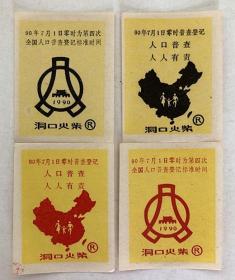 90年7月1日零时为第四次
全国人口普查登记标准时间
1990
洞口火柴 R
90年7月1日零时普查登记
人口普查
人人有责
洞口火柴 R
90年7月1日零时普查登记
人口普查
人人有责
洞口火柴 R
90年7月1日零时为第四次
全国人口普查登记标准时间
1990
洞口火柴 R